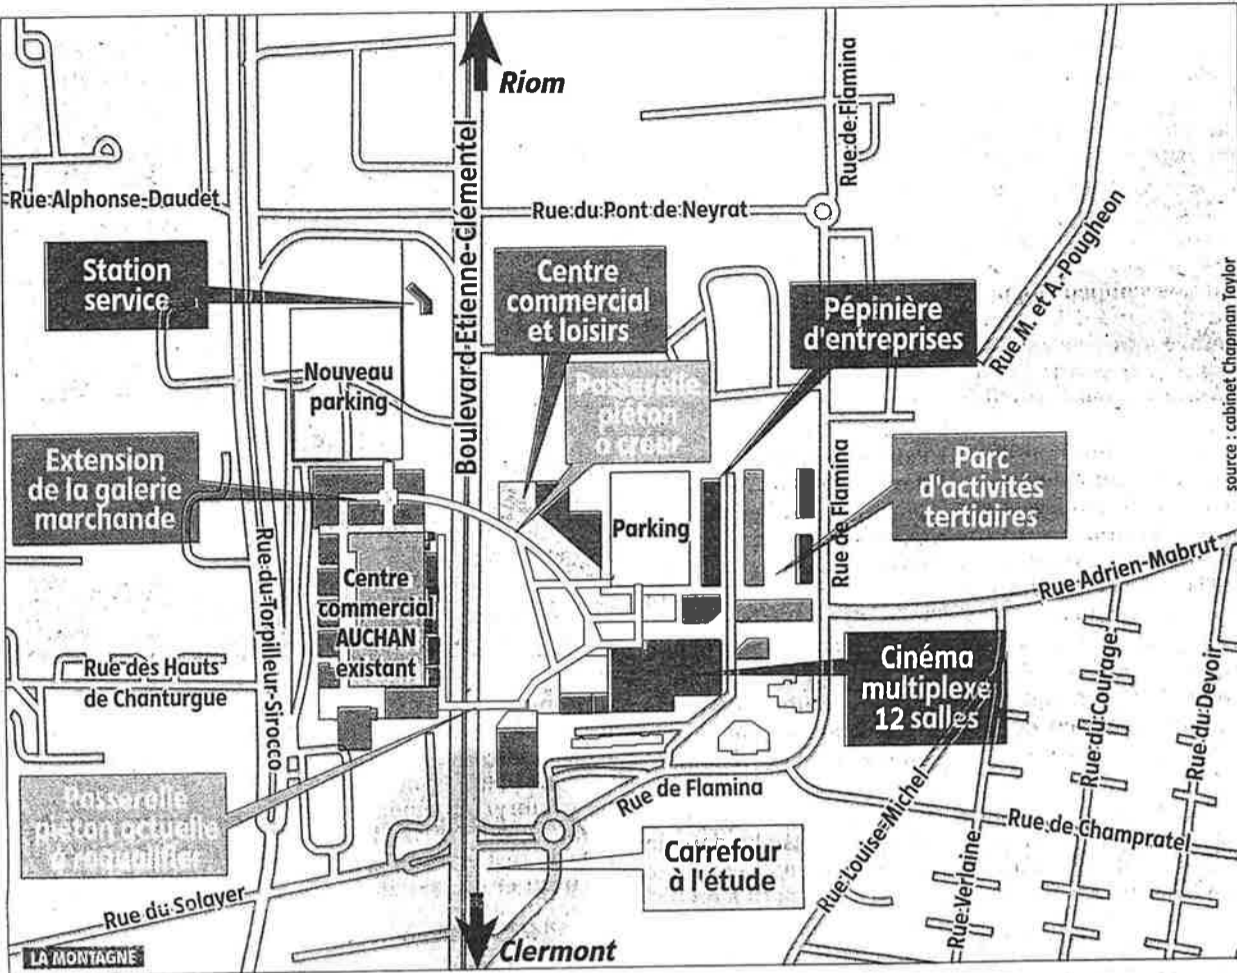 Riom
Boulevard-Etienne-Clémentel
Rue de Flamina
Rue Alphonse-Daudet
Rue du Pont de Neyrat
Rue M. et A. Pougheon
Station
service
Centre
commercial
et loisirs
Pépinière
d'entreprises
source : cabinet Chapman Taylor
Nouveau
parking
Passerelle
piéton
à créer
Extension
de la galerie
marchande
Parking
Rue de Flamina
Parc
d'activités
tertiaires
Rue du Torpilleur-Sirocco
Centre
commercial
AUCHAN
existant
Rue Adrien-Mabrut
Rue des Hauts
de Chanturgue
Cinéma
multiplexe
12 salles
Rue du Courage
Rue du Devoir
Passerelle
piéton actuelle
à requalifier
Rue de Flamina
Rue Louise-Michel
Rue Verlaine
Rue de Champratel
Carrefour
à l'étude
Rue du Solayer
Clermont
LA MONTAGNE